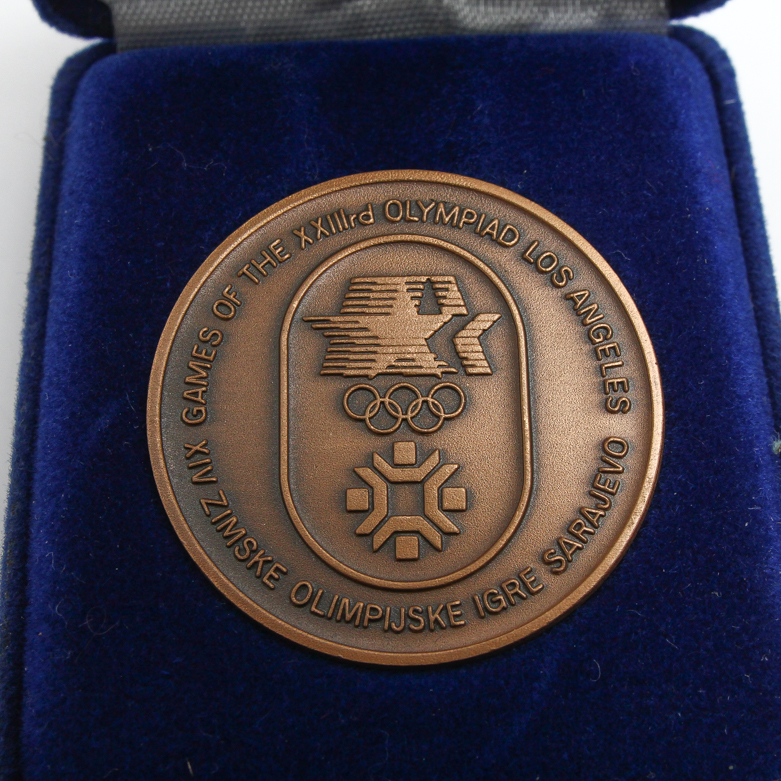 GAMES OF THE XXIIIrd OLYMPIAD LOS ANGELES
XIV ZIMSKE OLIMPIJSKE IGRE SARAJEVO